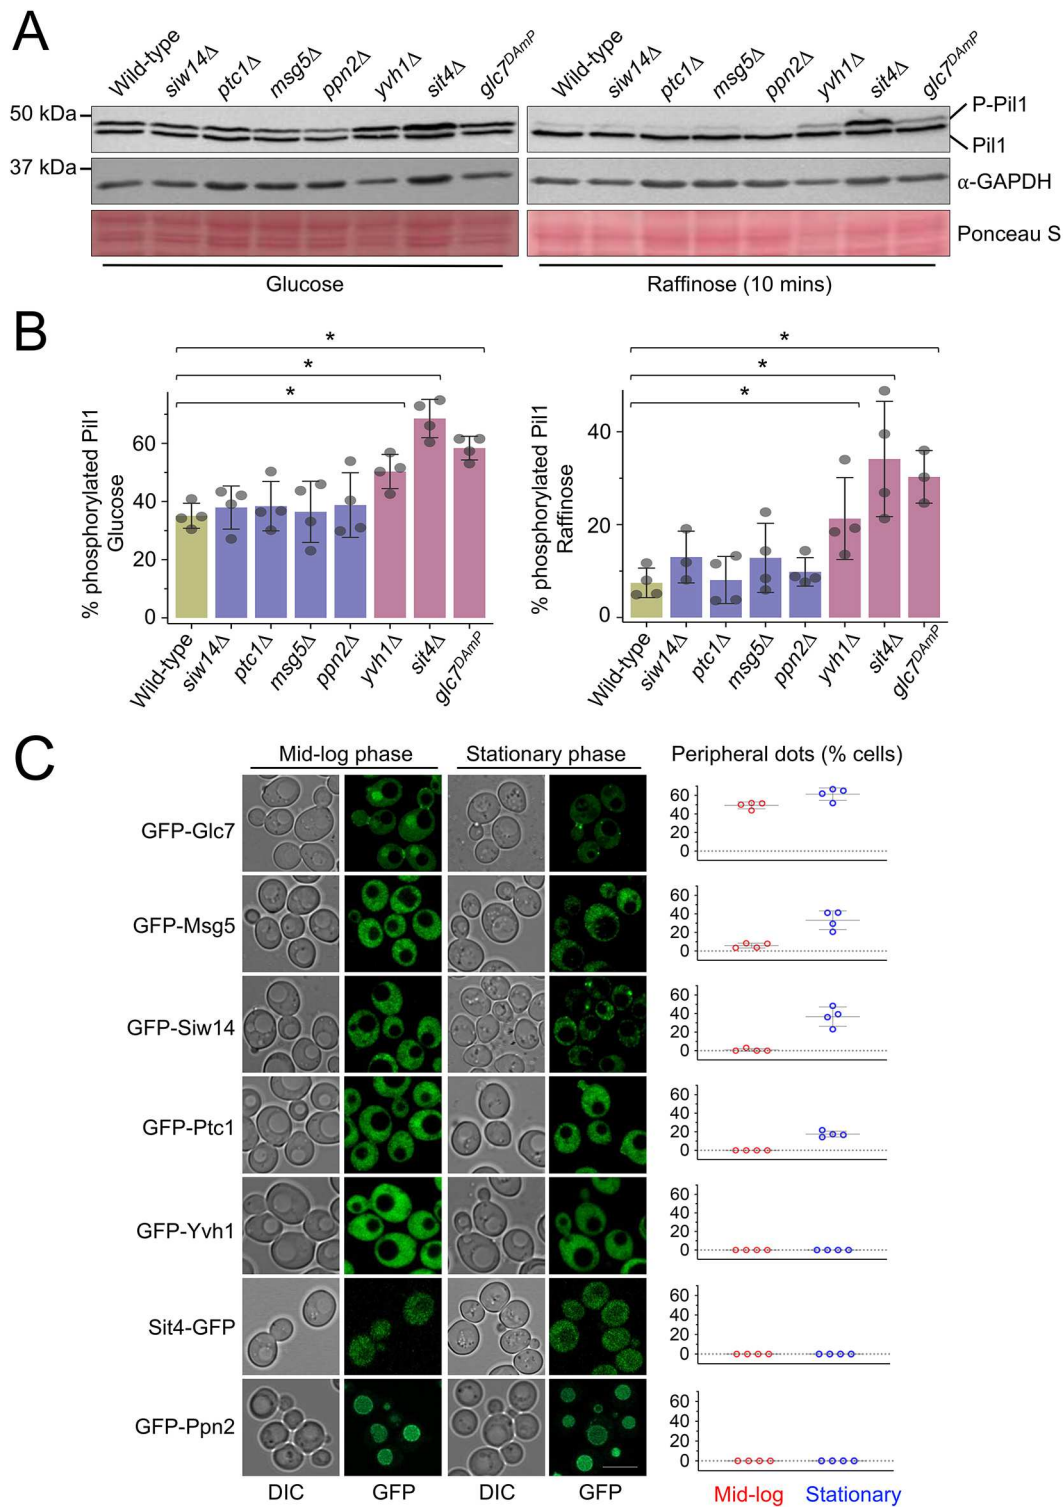 A
Wild-type siw14Δ ptc1Δ msg5Δ ppn2Δ yvh1Δ sit4Δ glc7DAmP Wild-type siw14Δ ptc1Δ msg5Δ ppn2Δ yvh1Δ sit4Δ glc7DAmP
50 kDa
P-Pil1
Pil1
37 kDa
α-GAPDH
Ponceau S
Glucose Raffinose (10 mins)
B
* *
* *
* *
% phosphorylated Pil1
Glucose
60
40
20
0
Wild-type siw14Δ ptc1Δ msg5Δ ppn2Δ yvh1Δ sit4Δ glc7DAmP
% phosphorylated Pil1
Raffinose
40
20
0
Wild-type siw14Δ ptc1Δ msg5Δ ppn2Δ yvh1Δ sit4Δ glc7DAmP
C
Mid-log phase Stationary phase Peripheral dots (% cells)
GFP-Glc7
60
40
20
0
GFP-Msg5
60
40
20
0
GFP-Siw14
60
40
20
0
GFP-Ptc1
60
40
20
0
GFP-Yvh1
60
40
20
0
Sit4-GFP
60
40
20
0
GFP-Ppn2
60
40
20
0
DIC GFP DIC GFP Mid-log Stationary